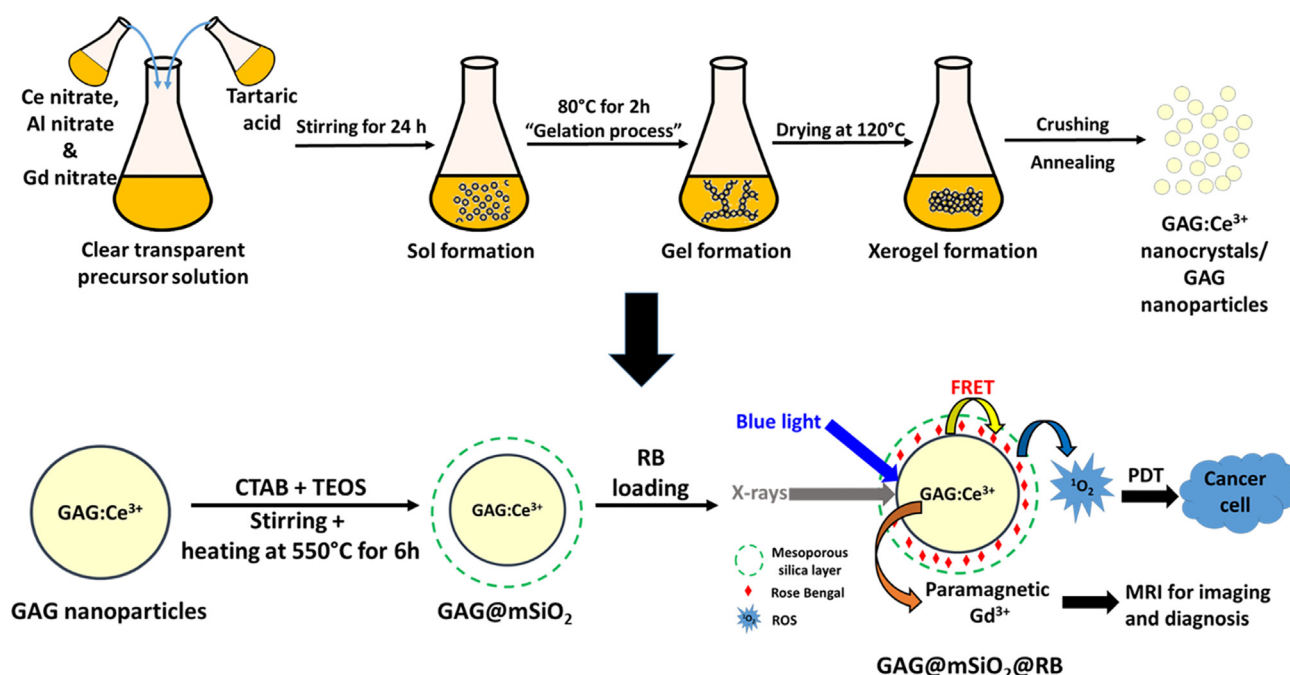 Ce nitrate,
Al nitrate
&
Gd nitrate
Tartaric
acid
Clear transparent
precursor solution
Stirring for 24 h
Sol formation
80°C for 2h
“Gelation process”
Gel formation
Drying at 120°C
Xerogel formation
Crushing
Annealing
GAG:Ce³⁺
nanocrystals/
GAG
nanoparticles
GAG:Ce³⁺
GAG nanoparticles
CTAB + TEOS
Stirring +
heating at 550°C for 6h
GAG:Ce³⁺
GAG@mSiO₂
RB
loading
FRET
Blue light
X-rays
GAG:Ce³⁺
¹O₂
PDT
Cancer
cell
Mesoporous
silica layer
Rose Bengal
¹O₂ ROS
Paramagnetic
Gd³⁺
MRI for imaging
and diagnosis
GAG@mSiO₂@RB